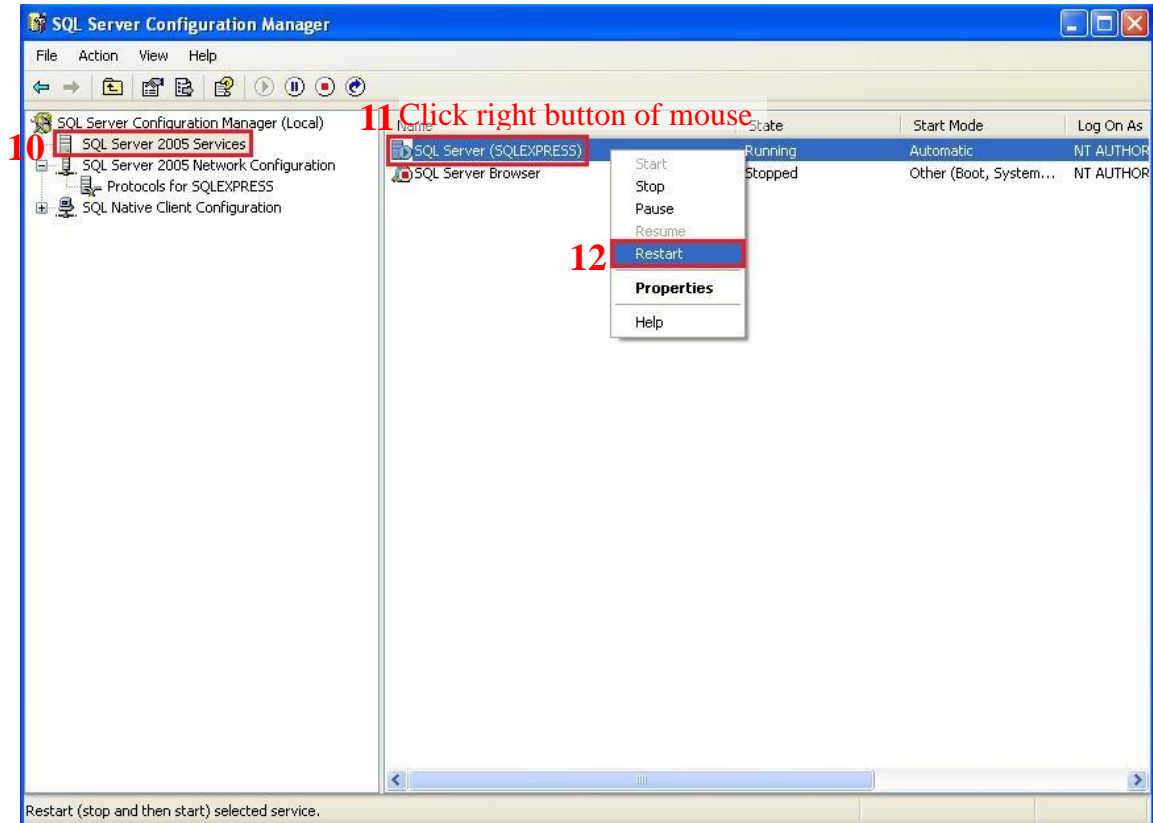 SQL Server Configuration Manager
File Action View Help
11 Click right button of mouse
SQL Server Configuration Manager (Local)
Name State Start Mode Log On As
10 SQL Server 2005 Services
SQL Server (SQLEXPRESS) Running Automatic NT AUTHOR
SQL Server 2005 Network Configuration
SQL Server Browser Stopped Other (Boot, System... NT AUTHOR
Protocols for SQLEXPRESS
SQL Native Client Configuration
Start
Stop
Pause
Resume
12 Restart
Properties
Help
Restart (stop and then start) selected service.